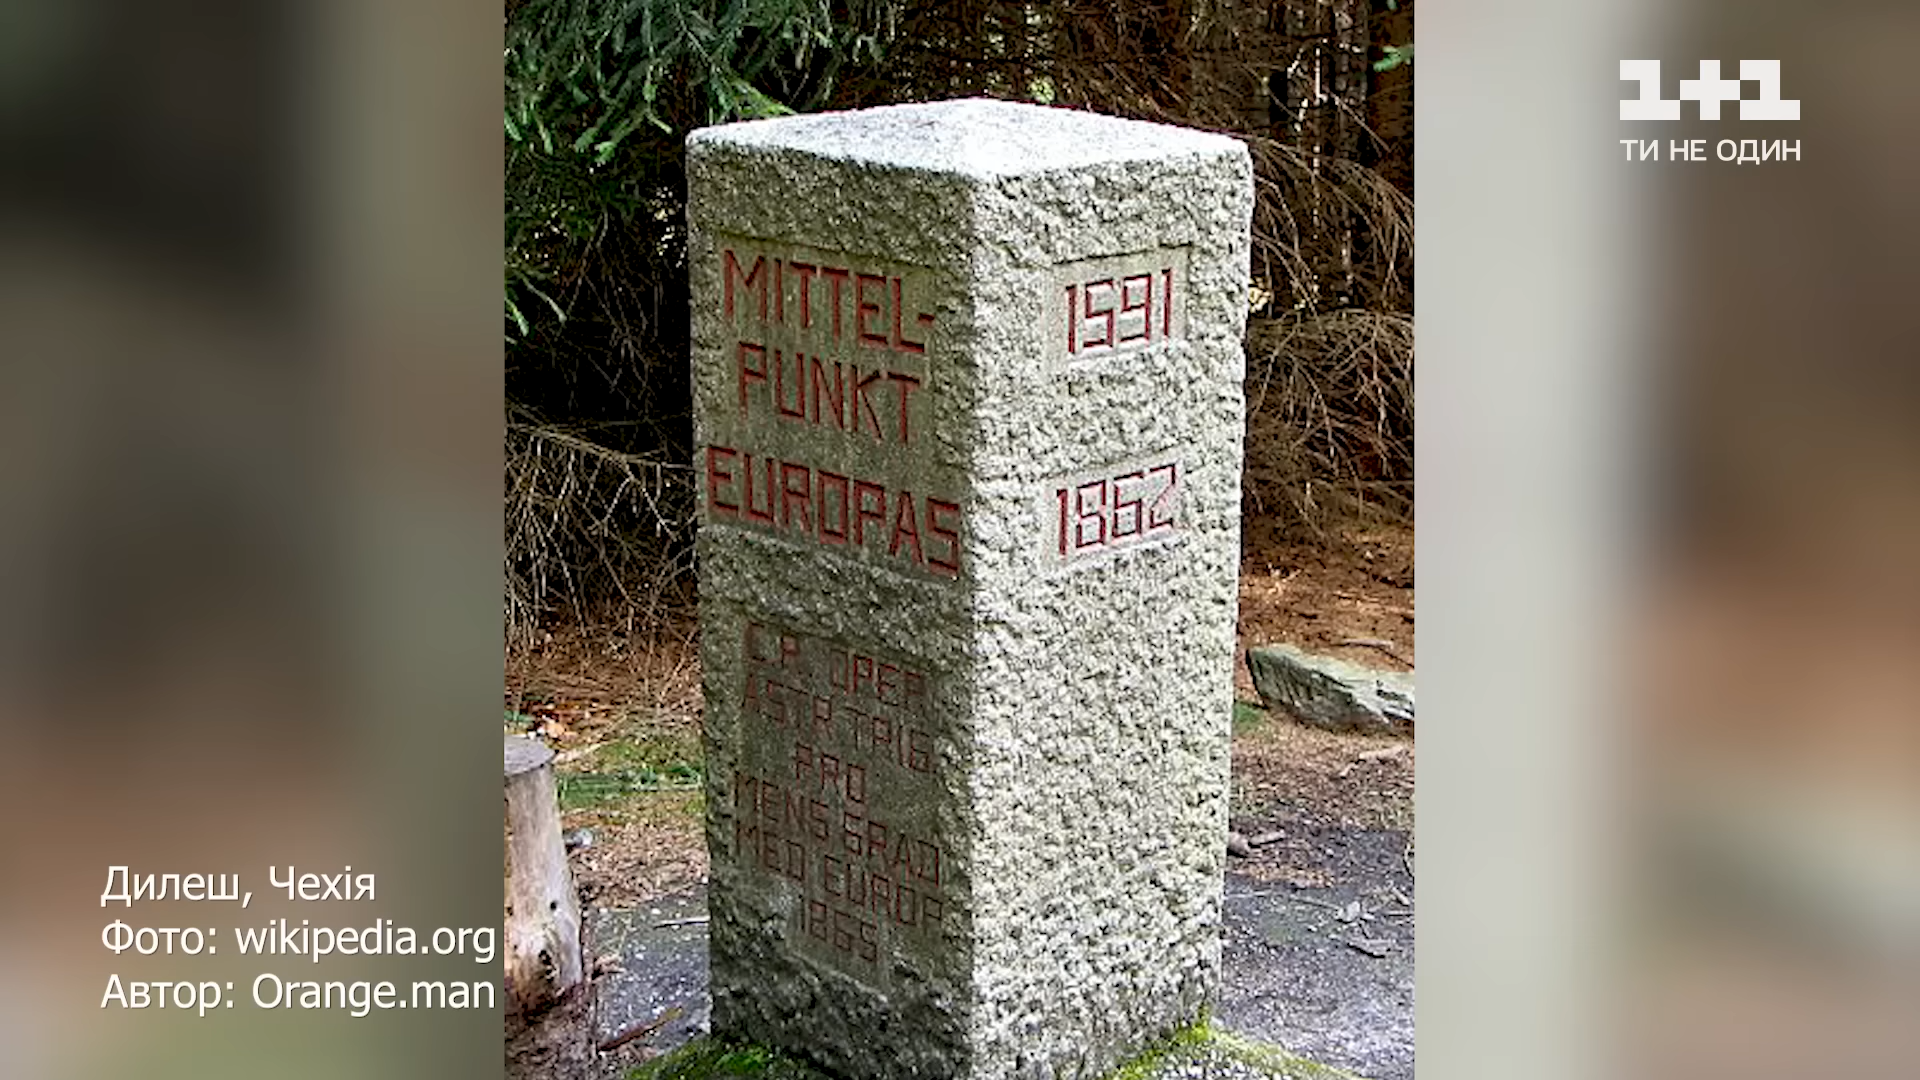 1+1
ТИ НЕ ОДИН
MITTEL-
PUNKT
EUROPAS
1591
1862
C.R. OPER
ASTR TRIG.
PRO
MENS GRAD
MED EUROP
1865
Дилеш, Чехія
Фото: wikipedia.org
Автор: Orange.man